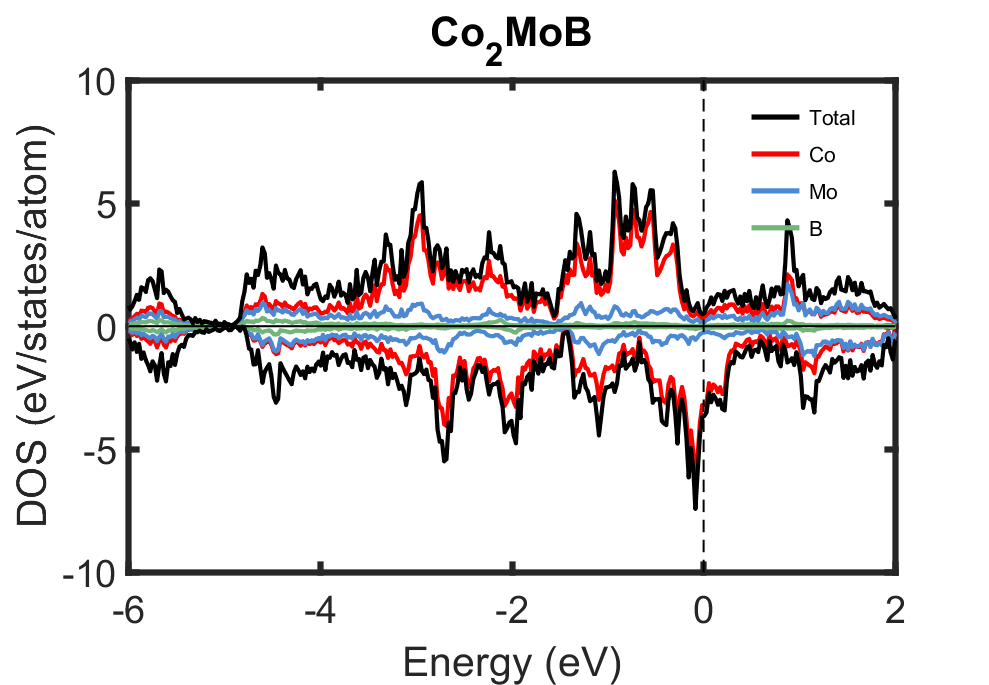 Co₂MoB
DOS (eV/states/atom)
10
5
0
-5
-10
Total
Co
Mo
B
-6 -4 -2 0 2
Energy (eV)